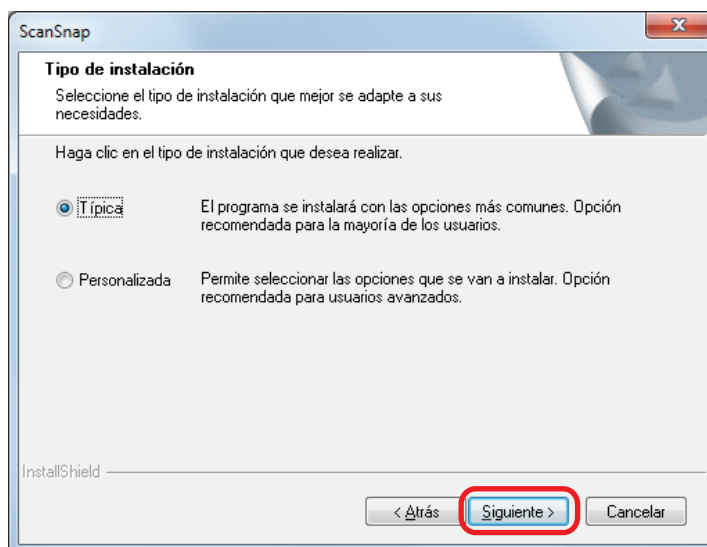 ScanSnap
Tipo de instalación
Seleccione el tipo de instalación que mejor se adapte a sus
necesidades.
Haga clic en el tipo de instalación que desea realizar.
Típica
El programa se instalará con las opciones más comunes. Opción
recomendada para la mayoría de los usuarios.
Personalizada
Permite seleccionar las opciones que se van a instalar. Opción
recomendada para usuarios avanzados.
InstallShield
< Atrás
Siguiente >
Cancelar